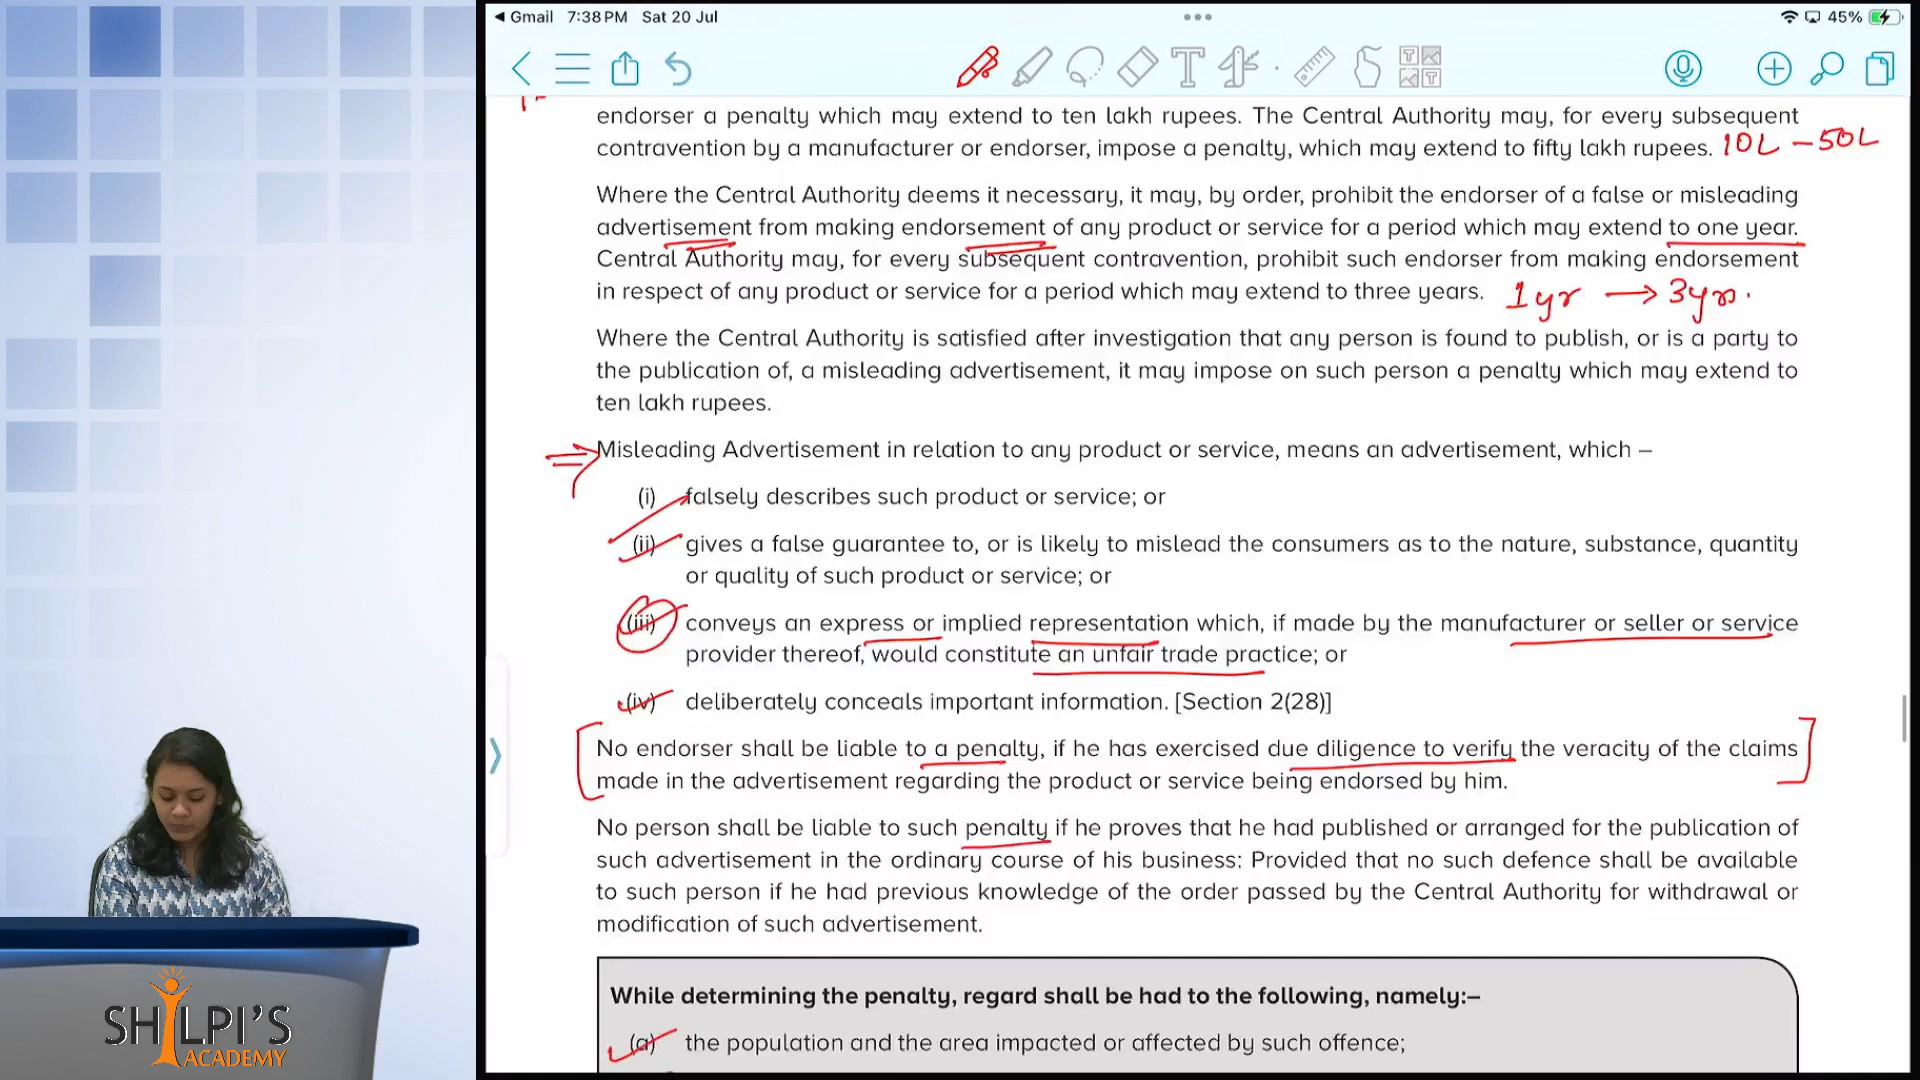 Gmail 7:38 PM Sat 20 Jul
45%
endorser a penalty which may extend to ten lakh rupees. The Central Authority may, for every subsequent
contravention by a manufacturer or endorser, impose a penalty, which may extend to fifty lakh rupees. 10L – 50L
Where the Central Authority deems it necessary, it may, by order, prohibit the endorser of a false or misleading
advertisement from making endorsement of any product or service for a period which may extend to one year.
Central Authority may, for every subsequent contravention, prohibit such endorser from making endorsement
in respect of any product or service for a period which may extend to three years. 1yr → 3yrs.
Where the Central Authority is satisfied after investigation that any person is found to publish, or is a party to
the publication of, a misleading advertisement, it may impose on such person a penalty which may extend to
ten lakh rupees.
Misleading Advertisement in relation to any product or service, means an advertisement, which –
(i) falsely describes such product or service; or
(ii) gives a false guarantee to, or is likely to mislead the consumers as to the nature, substance, quantity
or quality of such product or service; or
(iii) conveys an express or implied representation which, if made by the manufacturer or seller or service
provider thereof, would constitute an unfair trade practice; or
(iv) deliberately conceals important information. [Section 2(28)]
No endorser shall be liable to a penalty, if he has exercised due diligence to verify the veracity of the claims
made in the advertisement regarding the product or service being endorsed by him.
No person shall be liable to such penalty if he proves that he had published or arranged for the publication of
such advertisement in the ordinary course of his business: Provided that no such defence shall be available
to such person if he had previous knowledge of the order passed by the Central Authority for withdrawal or
modification of such advertisement.
While determining the penalty, regard shall be had to the following, namely:–
(a) the population and the area impacted or affected by such offence;
SHILPI'S
ACADEMY